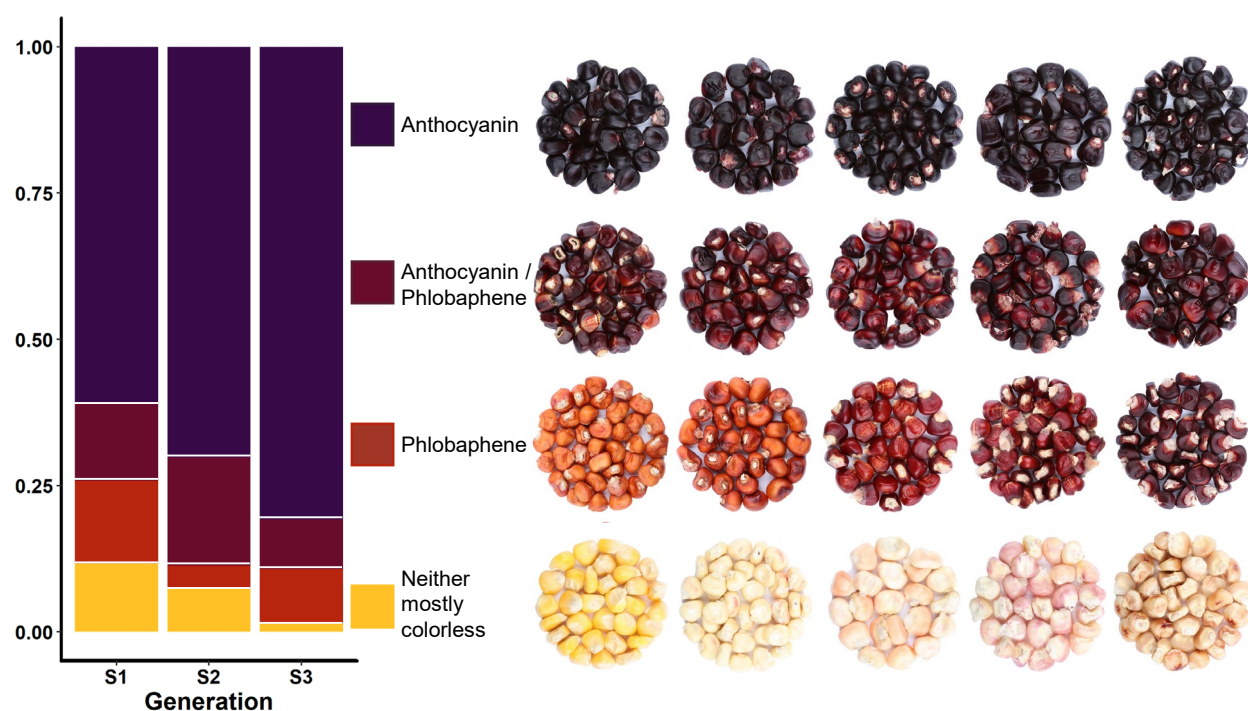 1.00
0.75
0.50
0.25
0.00
S1 S2 S3
Generation
Anthocyanin
Anthocyanin /
Phlobaphene
Phlobaphene
Neither
mostly
colorless